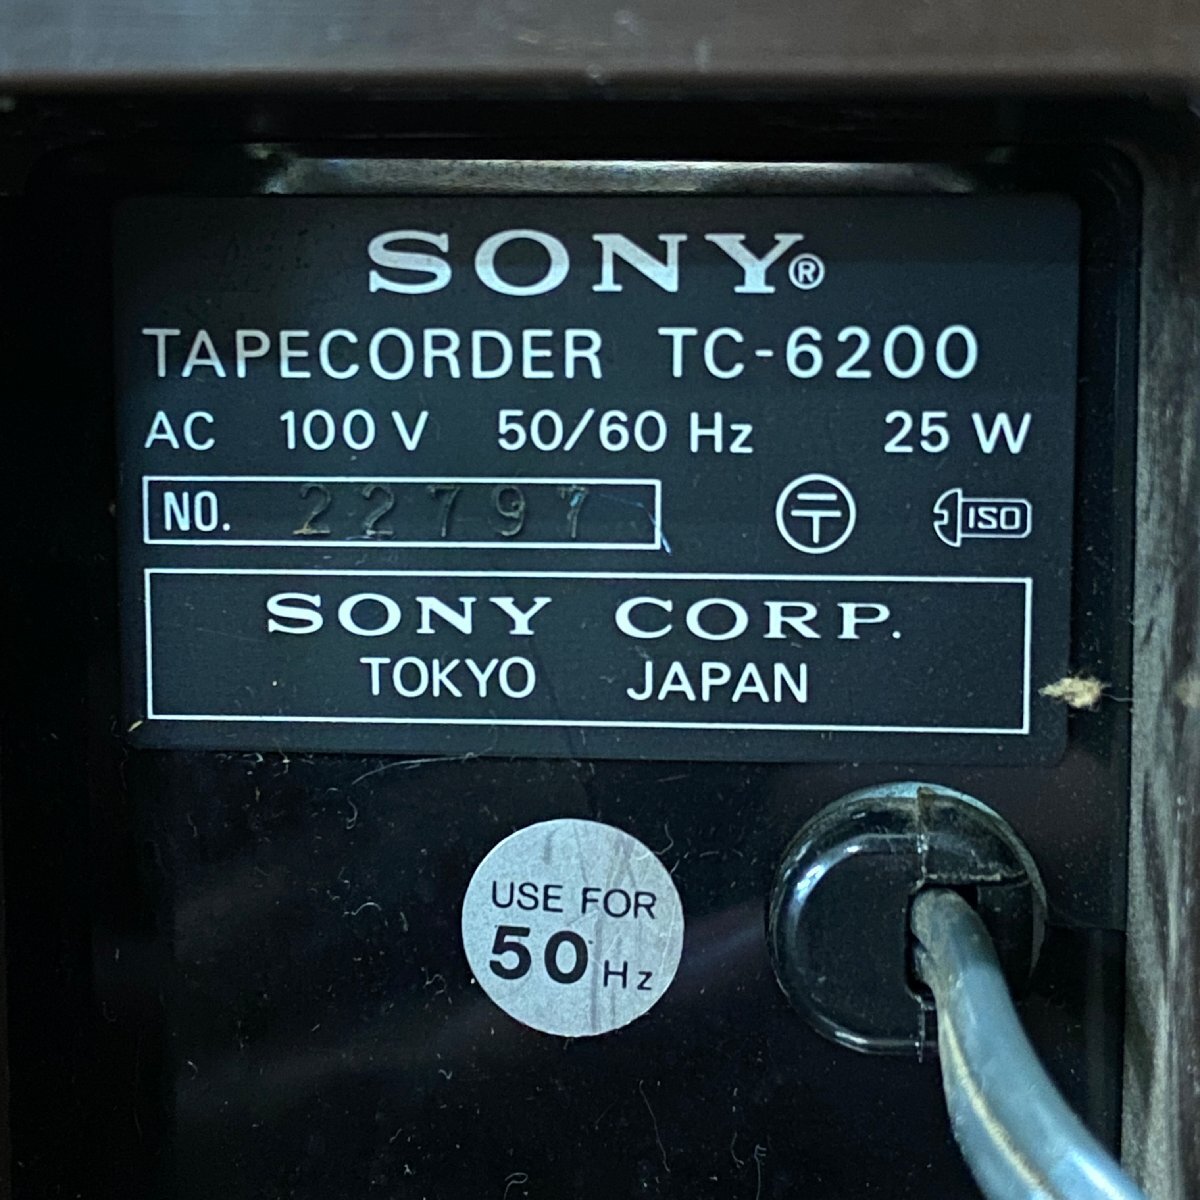 SONY®
TAPECORDER TC-6200
AC 100 V 50/60 Hz 25 W
NO. 22797
〒 ISO
SONY CORP.
TOKYO JAPAN
USE FOR
50 Hz